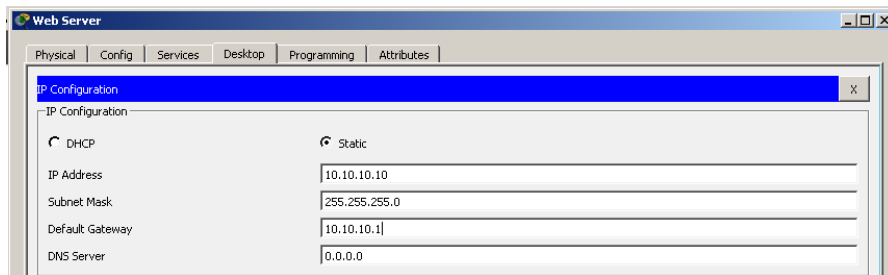 Web Server
Physical Config Services Desktop Programming Attributes
IP Configuration X
IP Configuration
DHCP Static
IP Address 10.10.10.10
Subnet Mask 255.255.255.0
Default Gateway 10.10.10.1
DNS Server 0.0.0.0